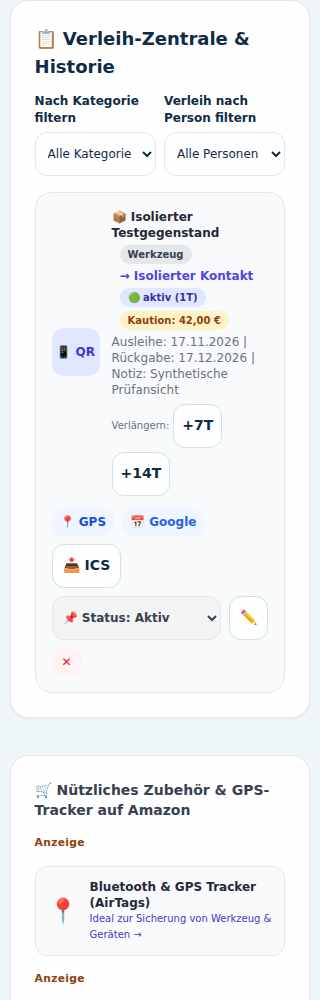 📋 Verleih-Zentrale &
Historie
Nach Kategorie
filtern
Verleih nach
Person filtern
Alle Kategorie
Alle Personen
📦 Isolierter
Testgegenstand
Werkzeug
→ Isolierter Kontakt
🟢 aktiv (1T)
Kaution: 42,00 €
📱 QR
Ausleihe: 17.11.2026 |
Rückgabe: 17.12.2026 |
Notiz: Synthetische
Prüfansicht
Verlängern: +7T
+14T
📍 GPS
📅 Google
📤 ICS
📌 Status: Aktiv
✏️
✕
🛒 Nützliches Zubehör & GPS-
Tracker auf Amazon
Anzeige
📍
Bluetooth & GPS Tracker
(AirTags)
Ideal zur Sicherung von Werkzeug &
Geräten →
Anzeige